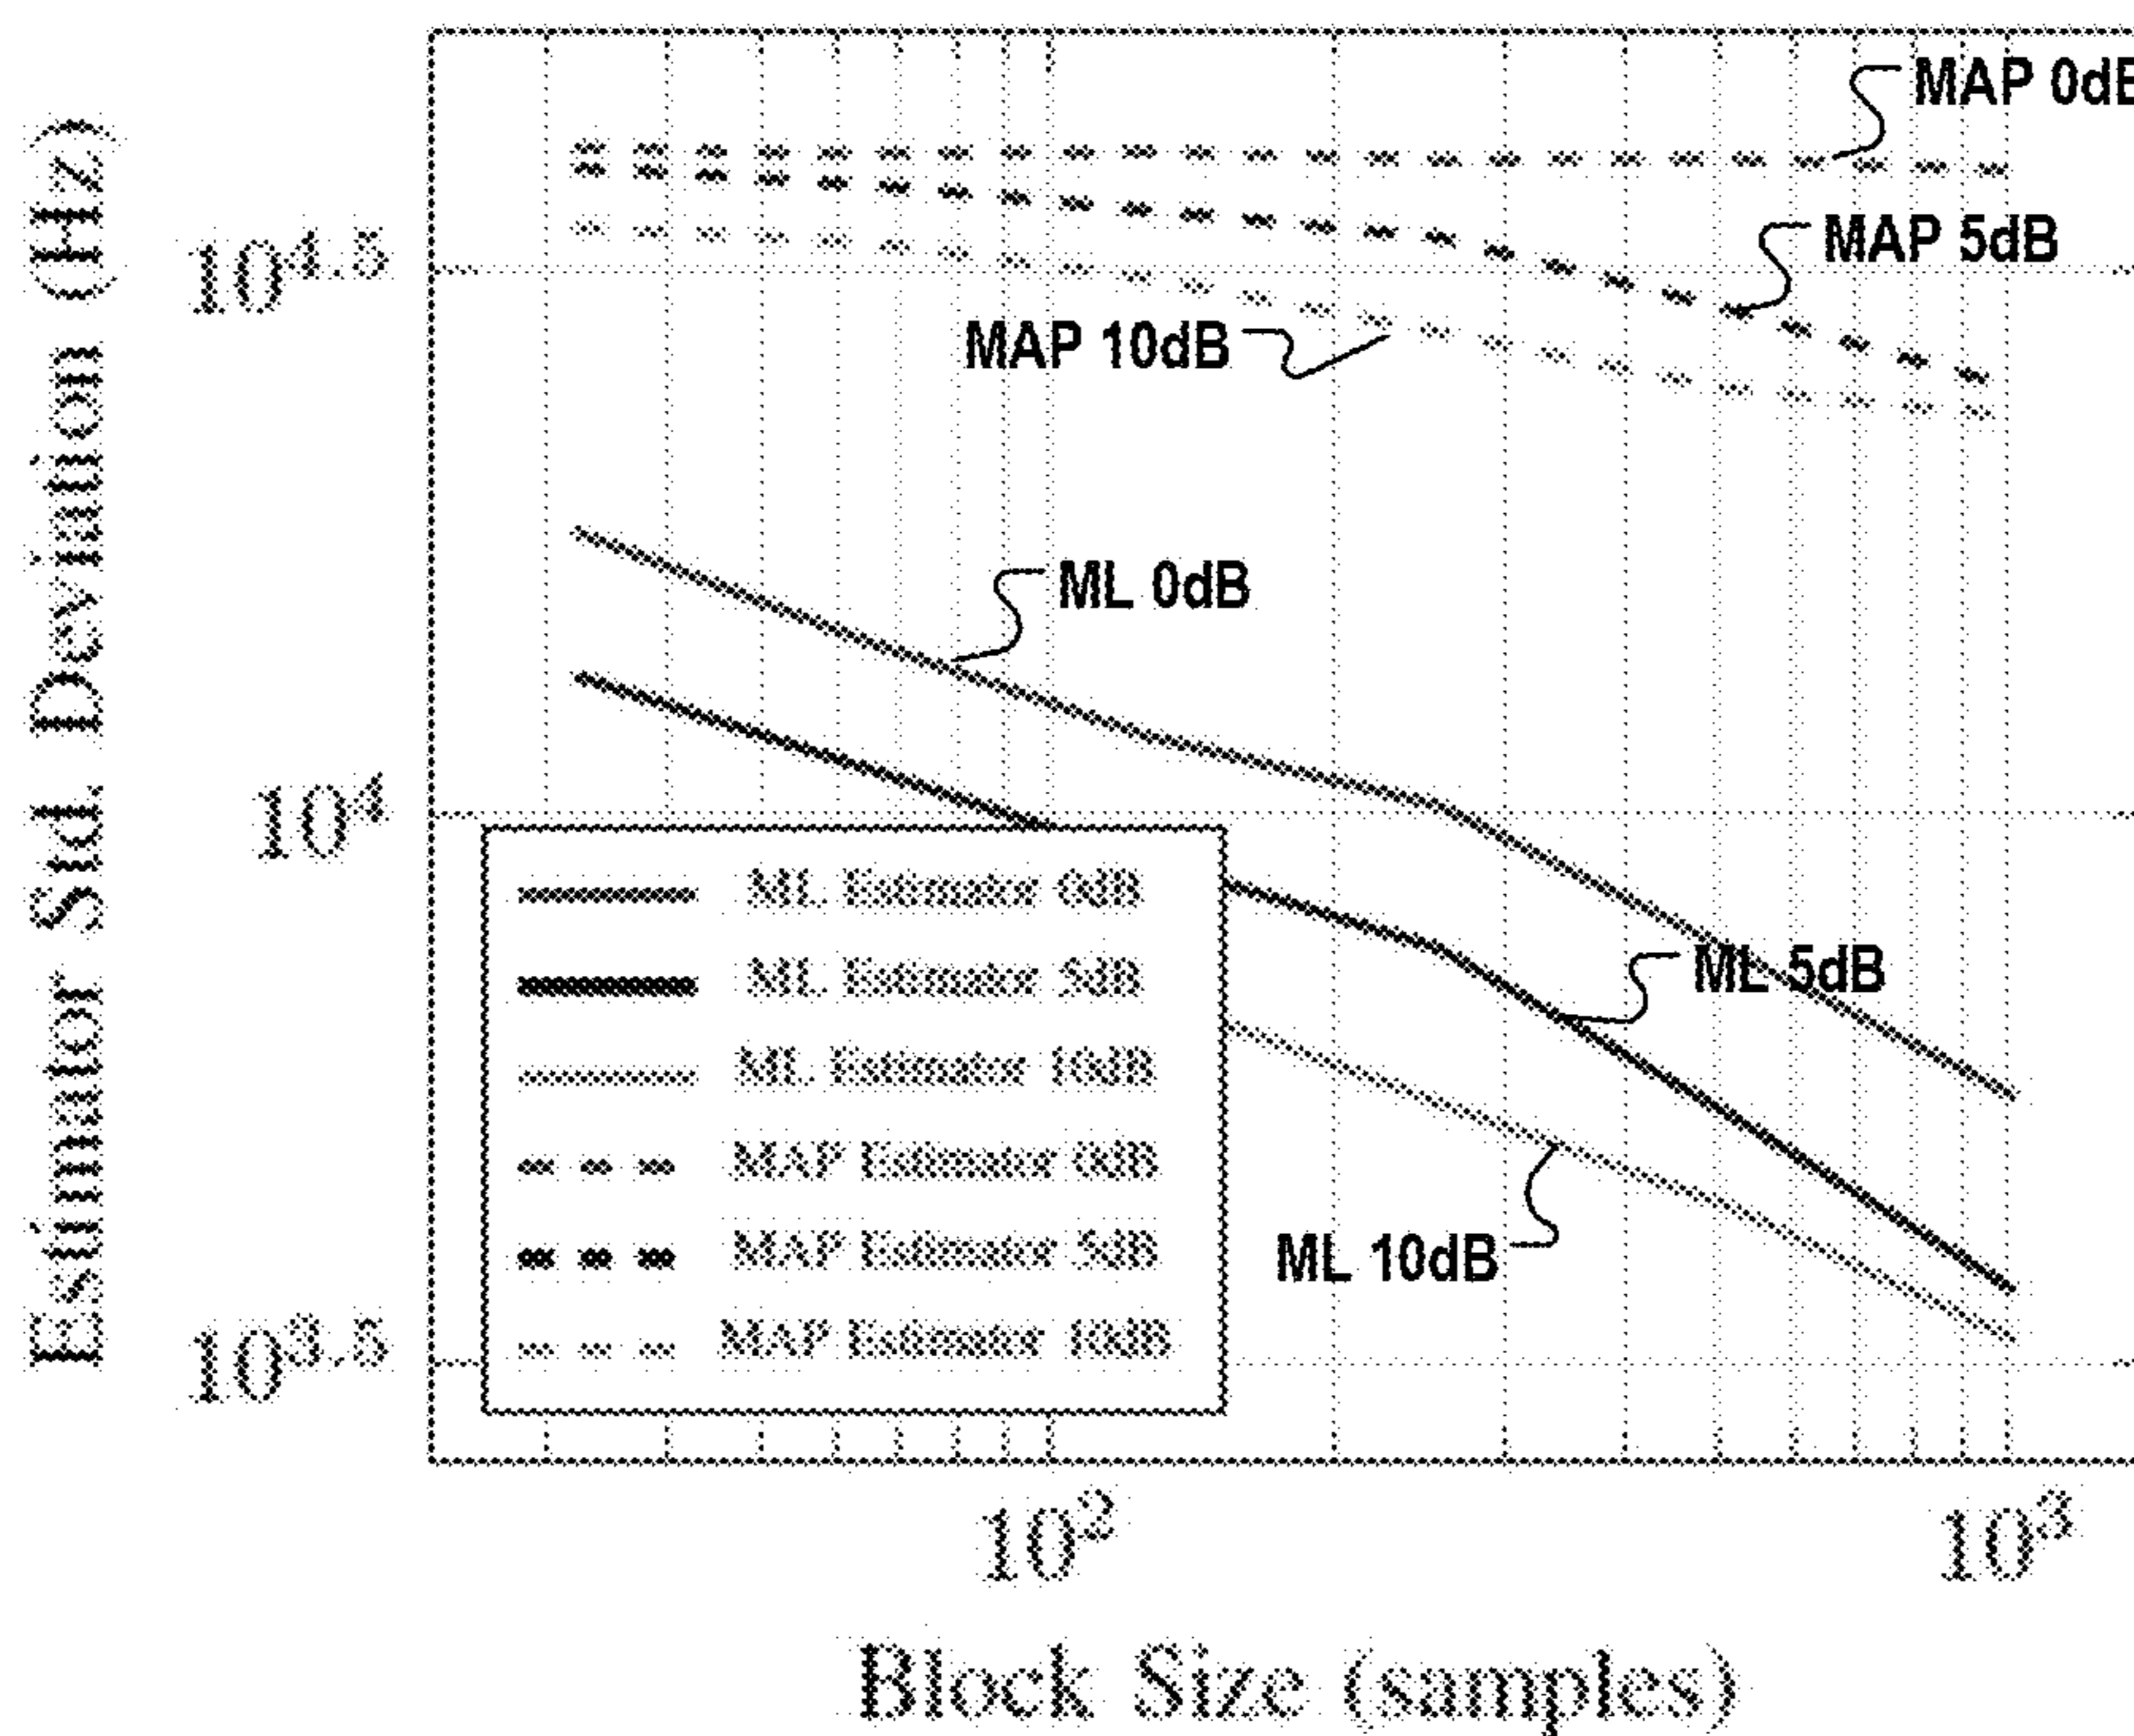 Estimator Std. Deviation (Hz)
10^4.5
10^4
10^3.5
MAP 0dB
MAP 5dB
MAP 10dB
ML 0dB
ML 5dB
ML 10dB
ML Estimator 0dB
ML Estimator 5dB
ML Estimator 10dB
MAP Estimator 0dB
MAP Estimator 5dB
MAP Estimator 10dB
10^2
10^3
Block Size (samples)